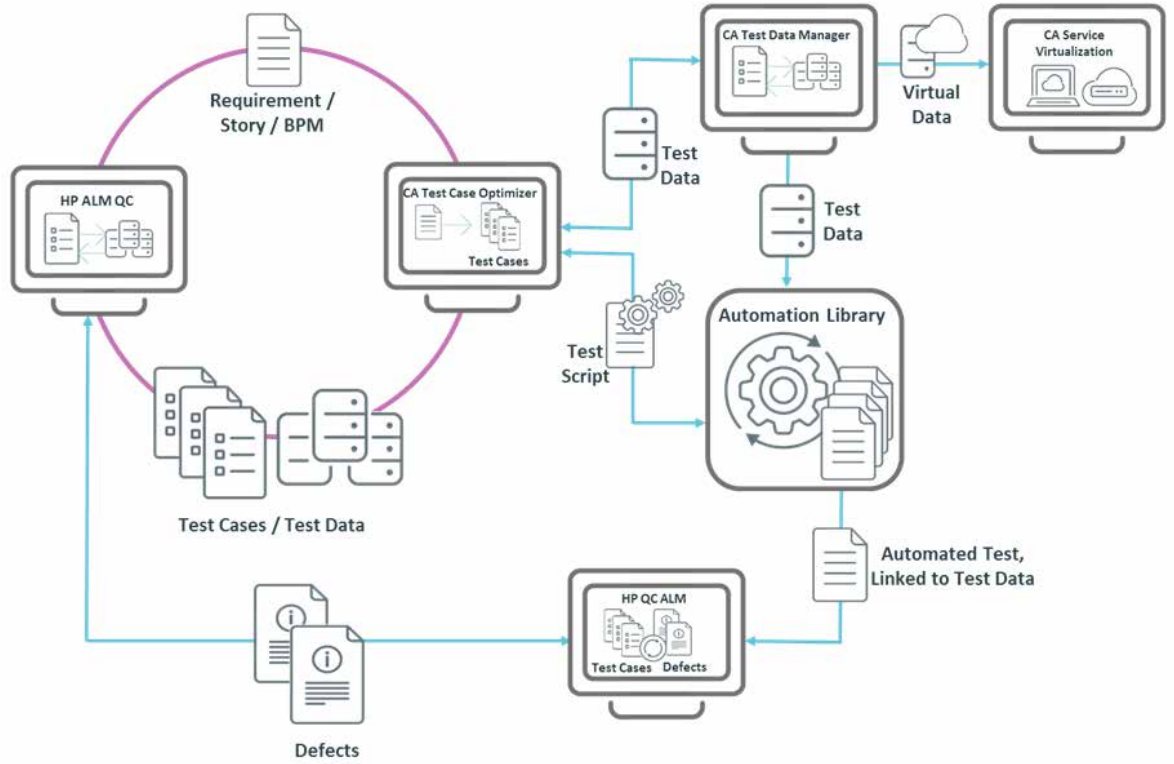 Requirement /
Story / BPM
HP ALM QC
CA Test Case Optimizer
Test Cases
Test Cases / Test Data
Test
Data
CA Test Data Manager
Virtual
Data
CA Service
Virtualization
Test
Data
Test
Script
Automation Library
Automated Test,
Linked to Test Data
HP QC ALM
Test Cases Defects
Defects